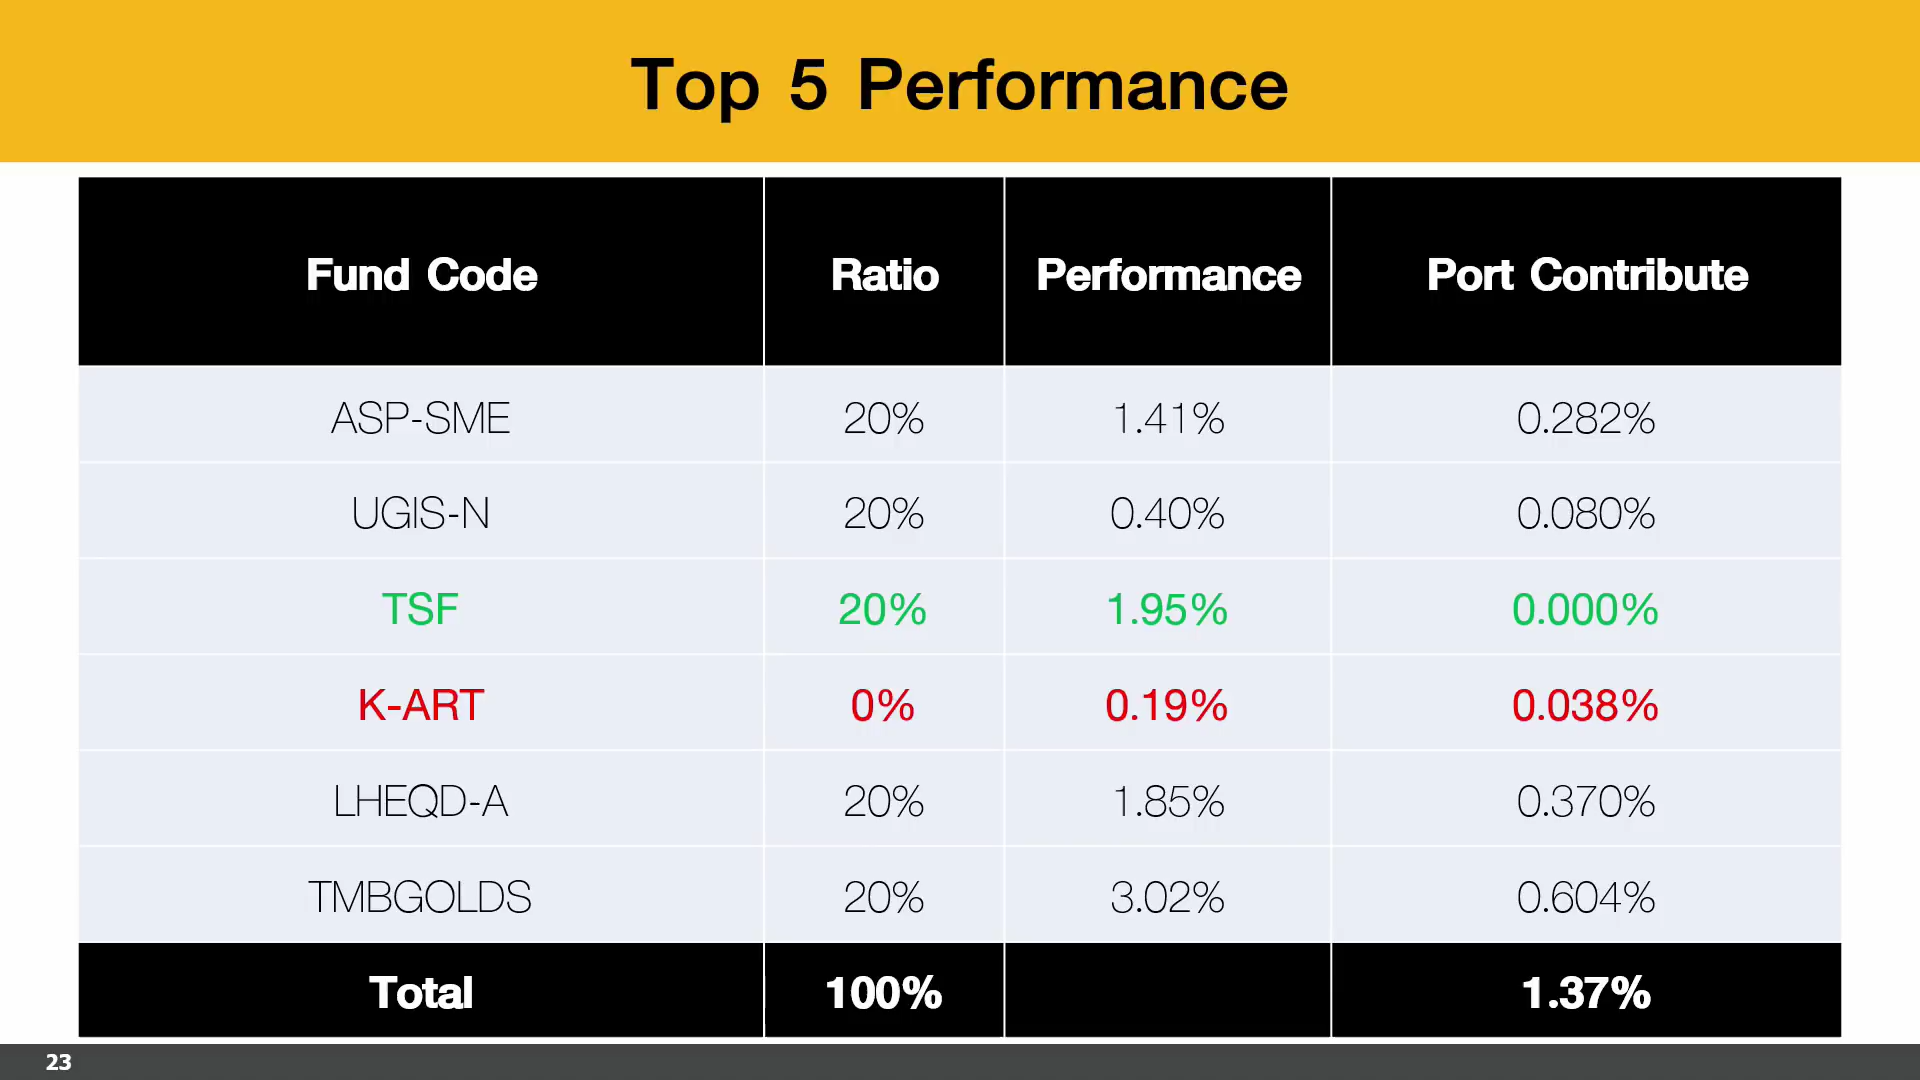 Top 5 Performance
Fund Code Ratio Performance Port Contribute
ASP-SME 20% 1.41% 0.282%
UGIS-N 20% 0.40% 0.080%
TSF 20% 1.95% 0.000%
K-ART 0% 0.19% 0.038%
LHEQD-A 20% 1.85% 0.370%
TMBGOLDS 20% 3.02% 0.604%
Total 100% 1.37%
23